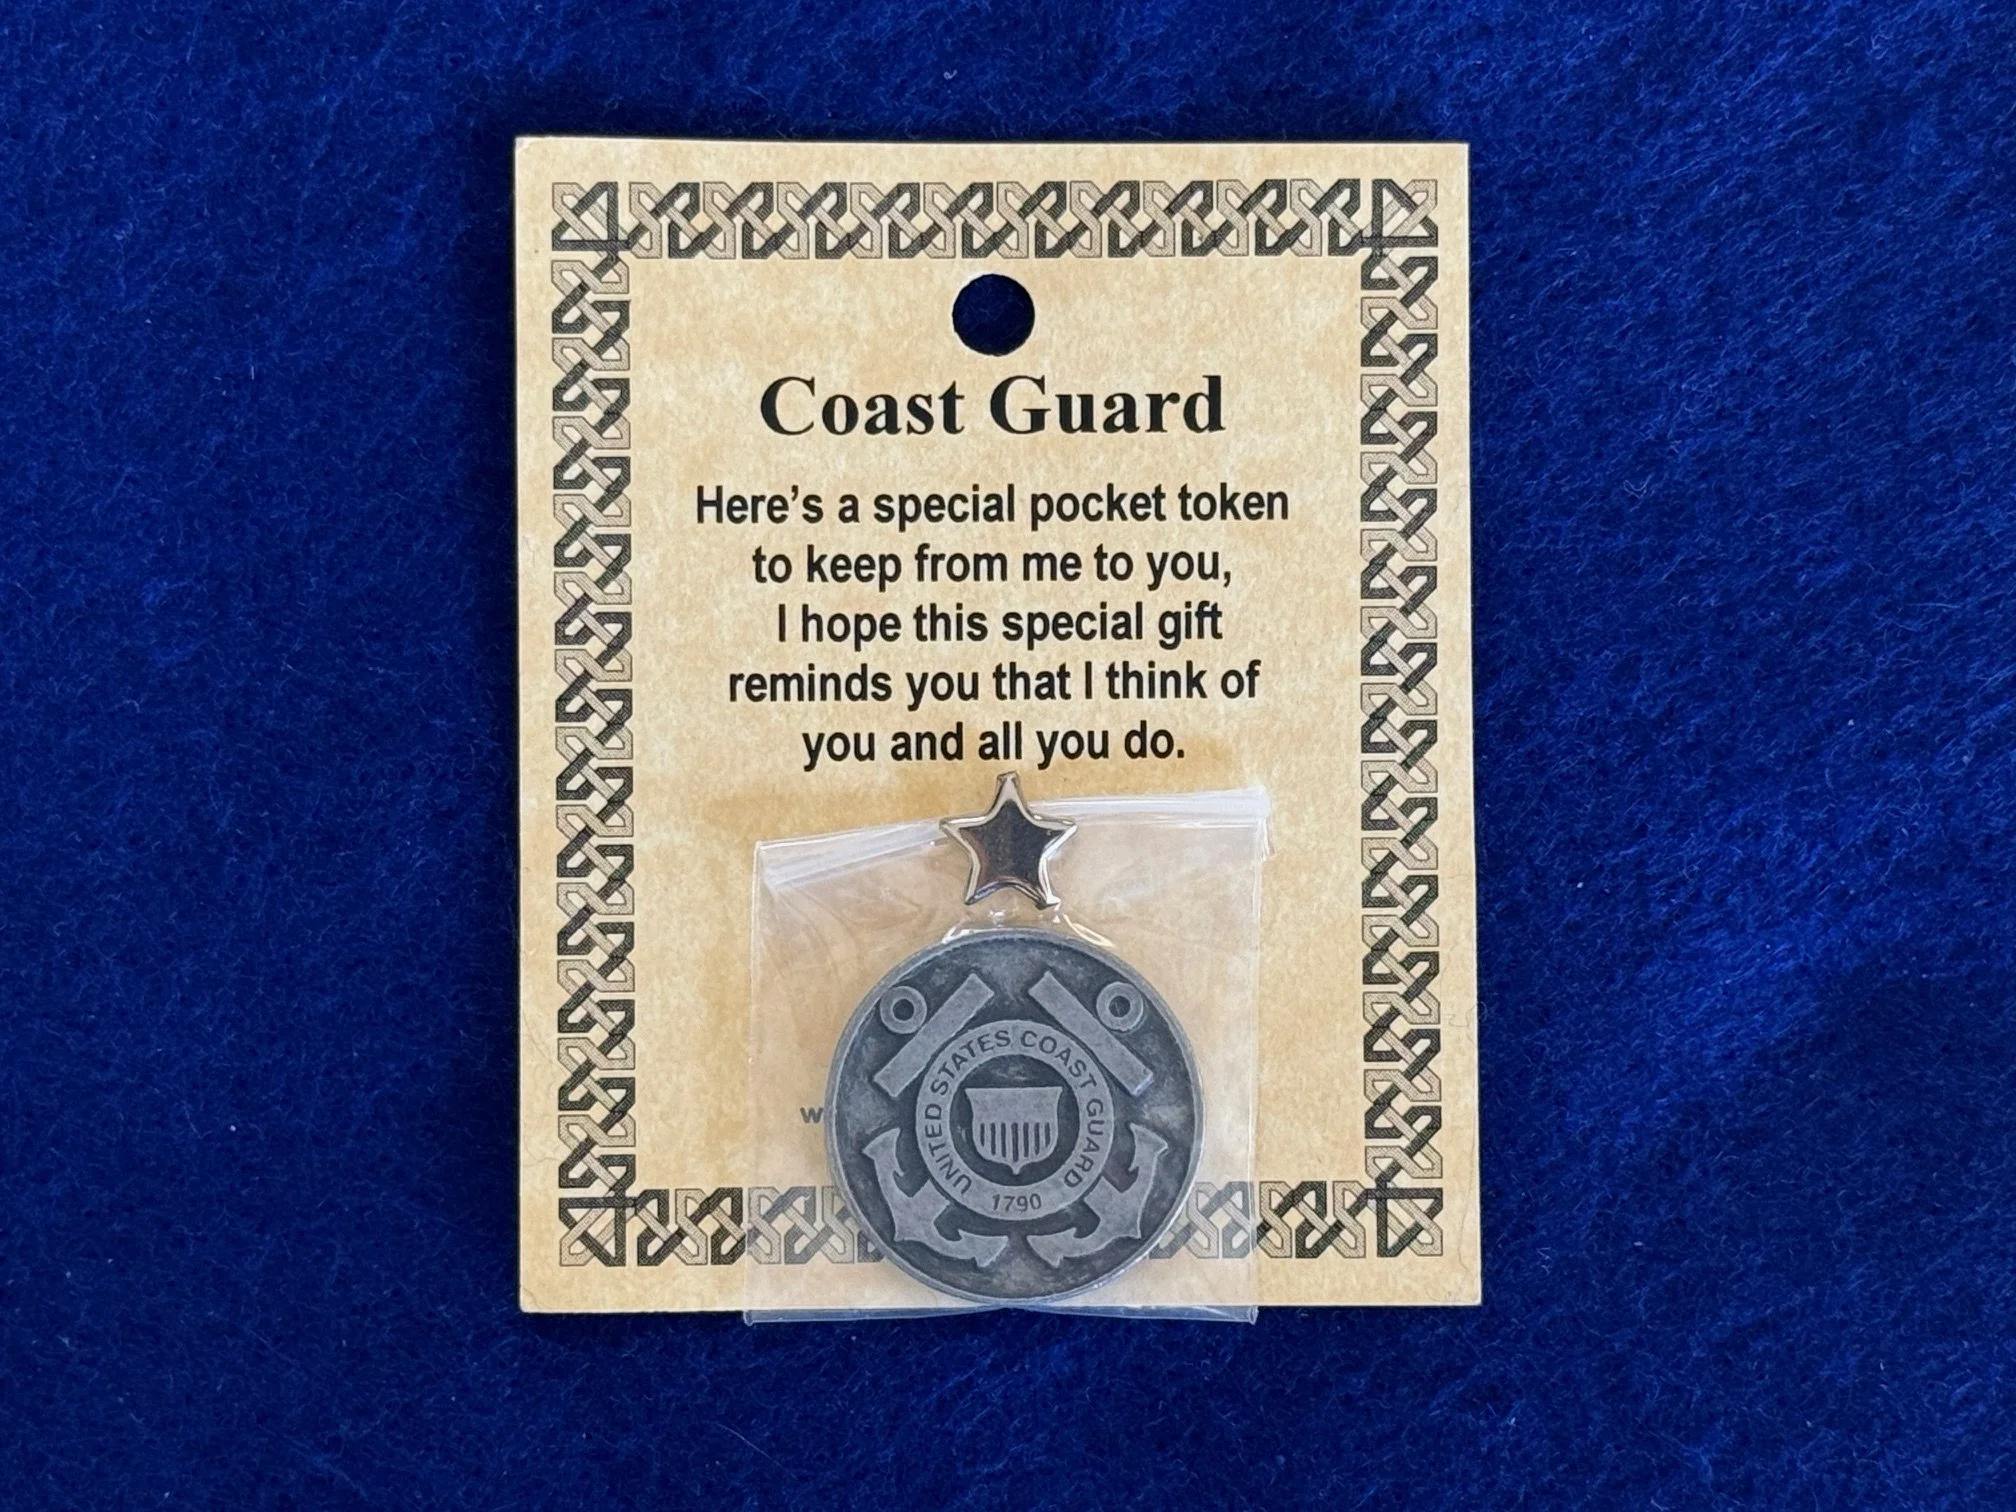 Coast Guard
Here's a special pocket token
to keep from me to you,
I hope this special gift
reminds you that I think of
you and all you do.
UNITED STATES COAST GUARD
1790